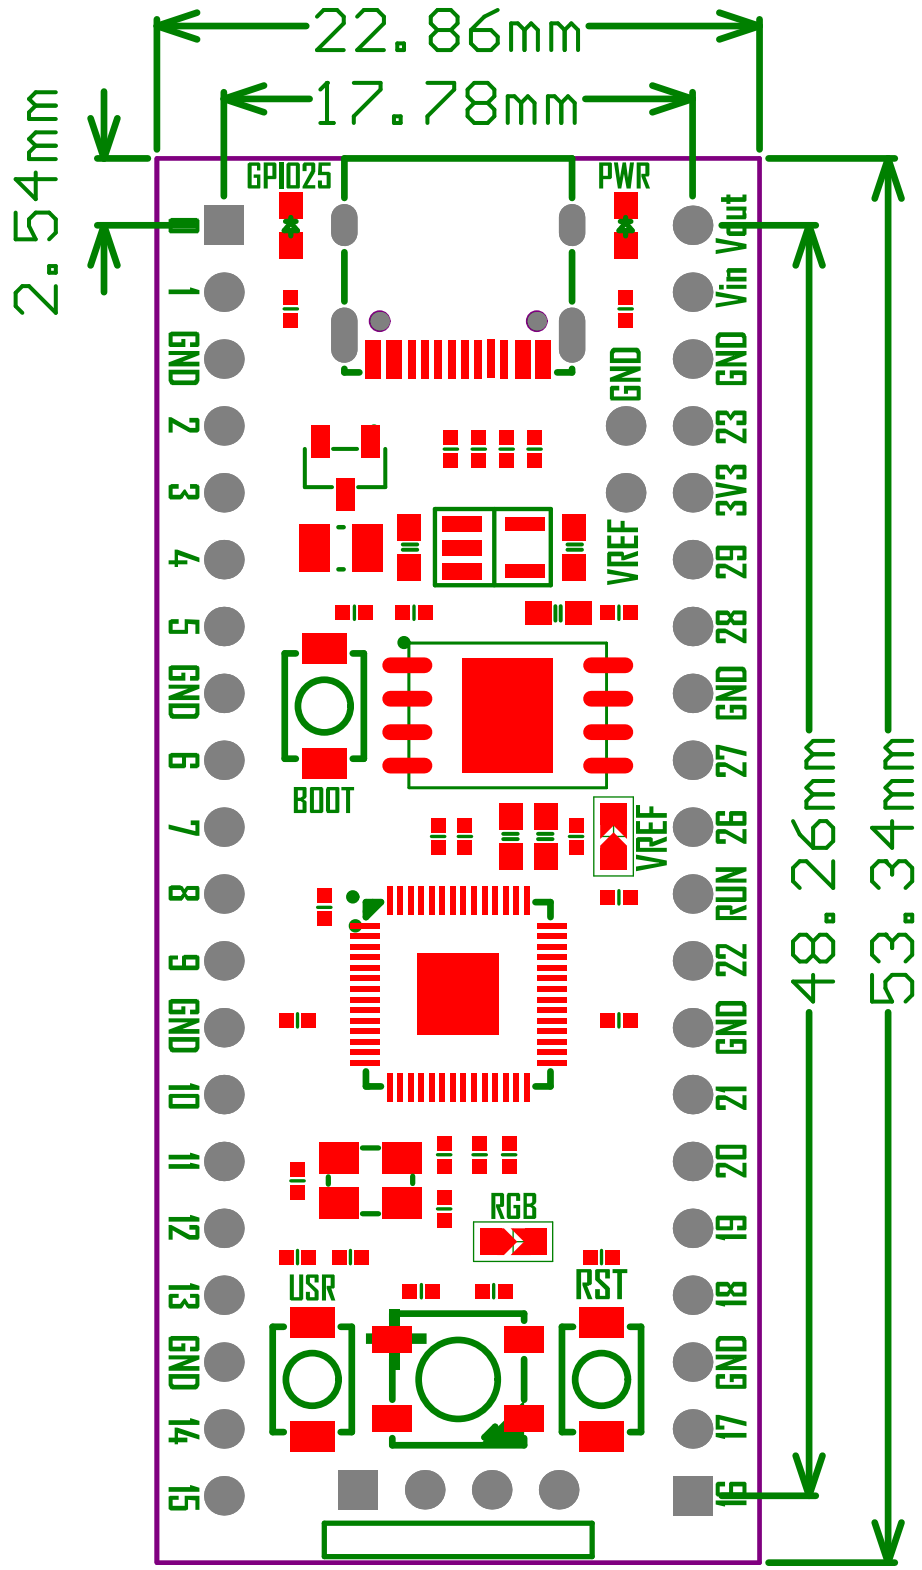 22.86mm
17.78mm
2.54mm
GPIO25
PWR
0
1
GND
2
3
4
5
GND
6
7
8
9
GND
10
11
12
13
GND
14
15
Vout
Vin
GND
23
3V3
29
28
GND
27
26
RUN
22
GND
21
20
19
18
GND
17
16
GND
VREF
BOOT
VREF
RGB
USR
RST
48.26mm
53.34mm